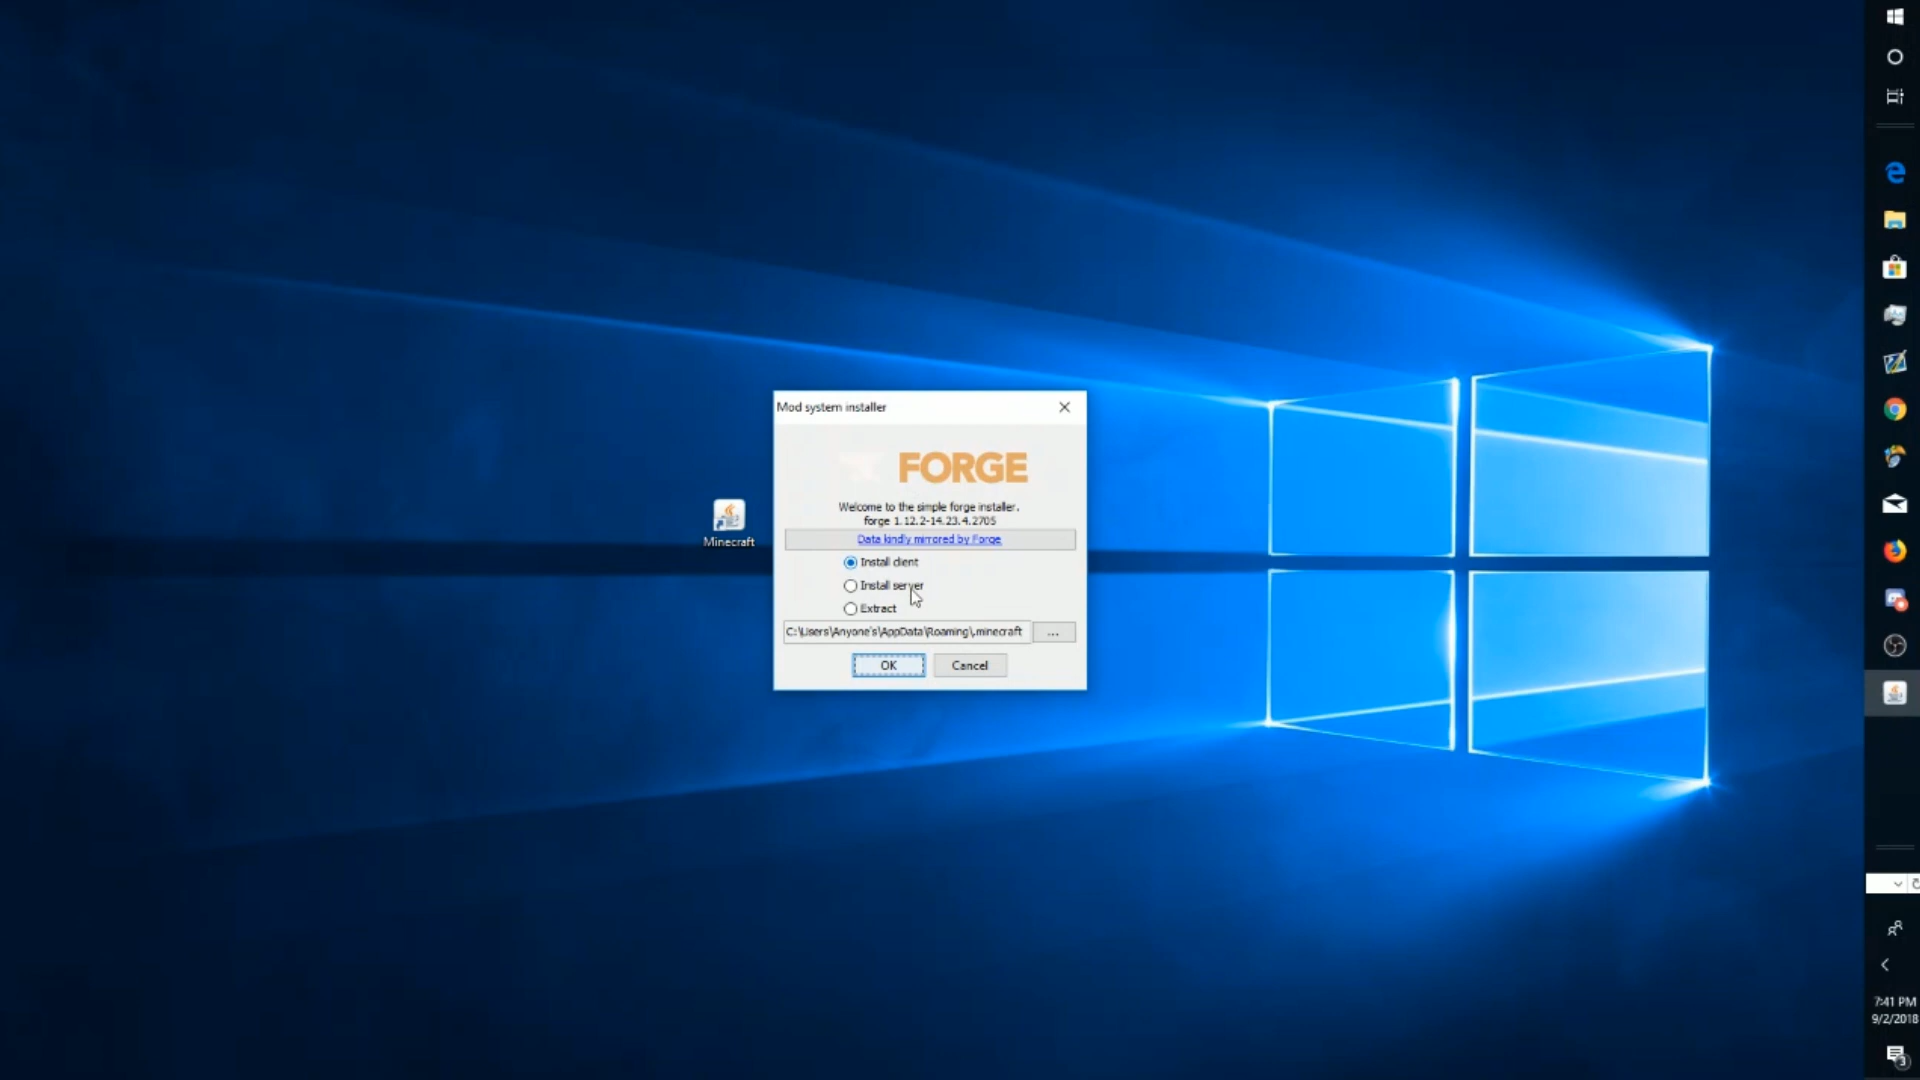 Mod system installer
FORGE
Welcome to the simple forge installer.
forge 1.12.2-14.23.4.2705
Data kindly mirrored by Forge
Install client
Install server
Extract
C:\Users\Anyone's\AppData\Roaming\.minecraft
...
OK
Cancel
Minecraft
7:41 PM
9/2/2018
3